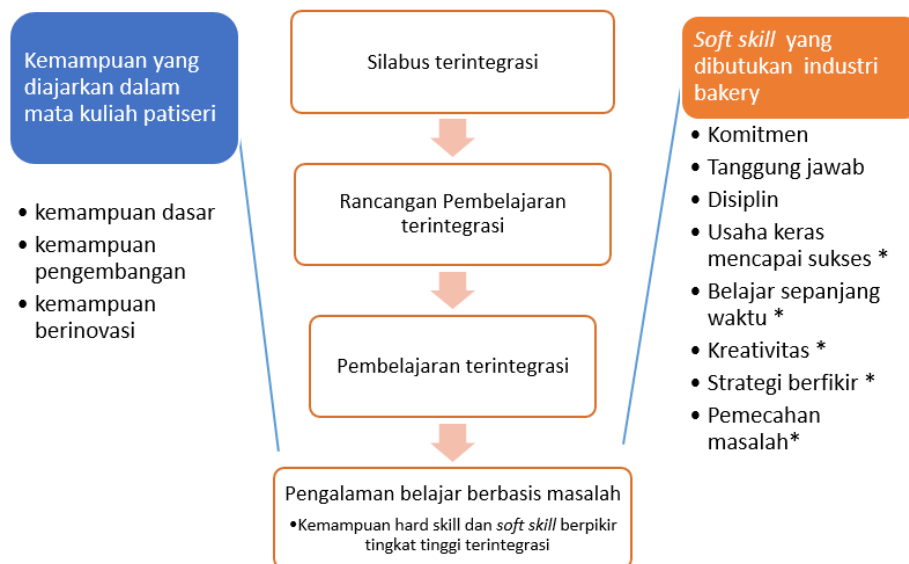 Kemampuan yang
diajarkan dalam
mata kuliah patiseri
• kemampuan dasar
• kemampuan
pengembangan
• kemampuan
berinovasi
Silabus terintegrasi
Rancangan Pembelajaran
terintegrasi
Pembelajaran terintegrasi
Pengalaman belajar berbasis masalah
•Kemampuan hard skill dan soft skill berpikir
tingkat tinggi terintegrasi
Soft skill yang
dibutukan industri
bakery
• Komitmen
• Tanggung jawab
• Disiplin
• Usaha keras
mencapai sukses *
• Belajar sepanjang
waktu *
• Kreativitas *
• Strategi berfikir *
• Pemecahan
masalah*